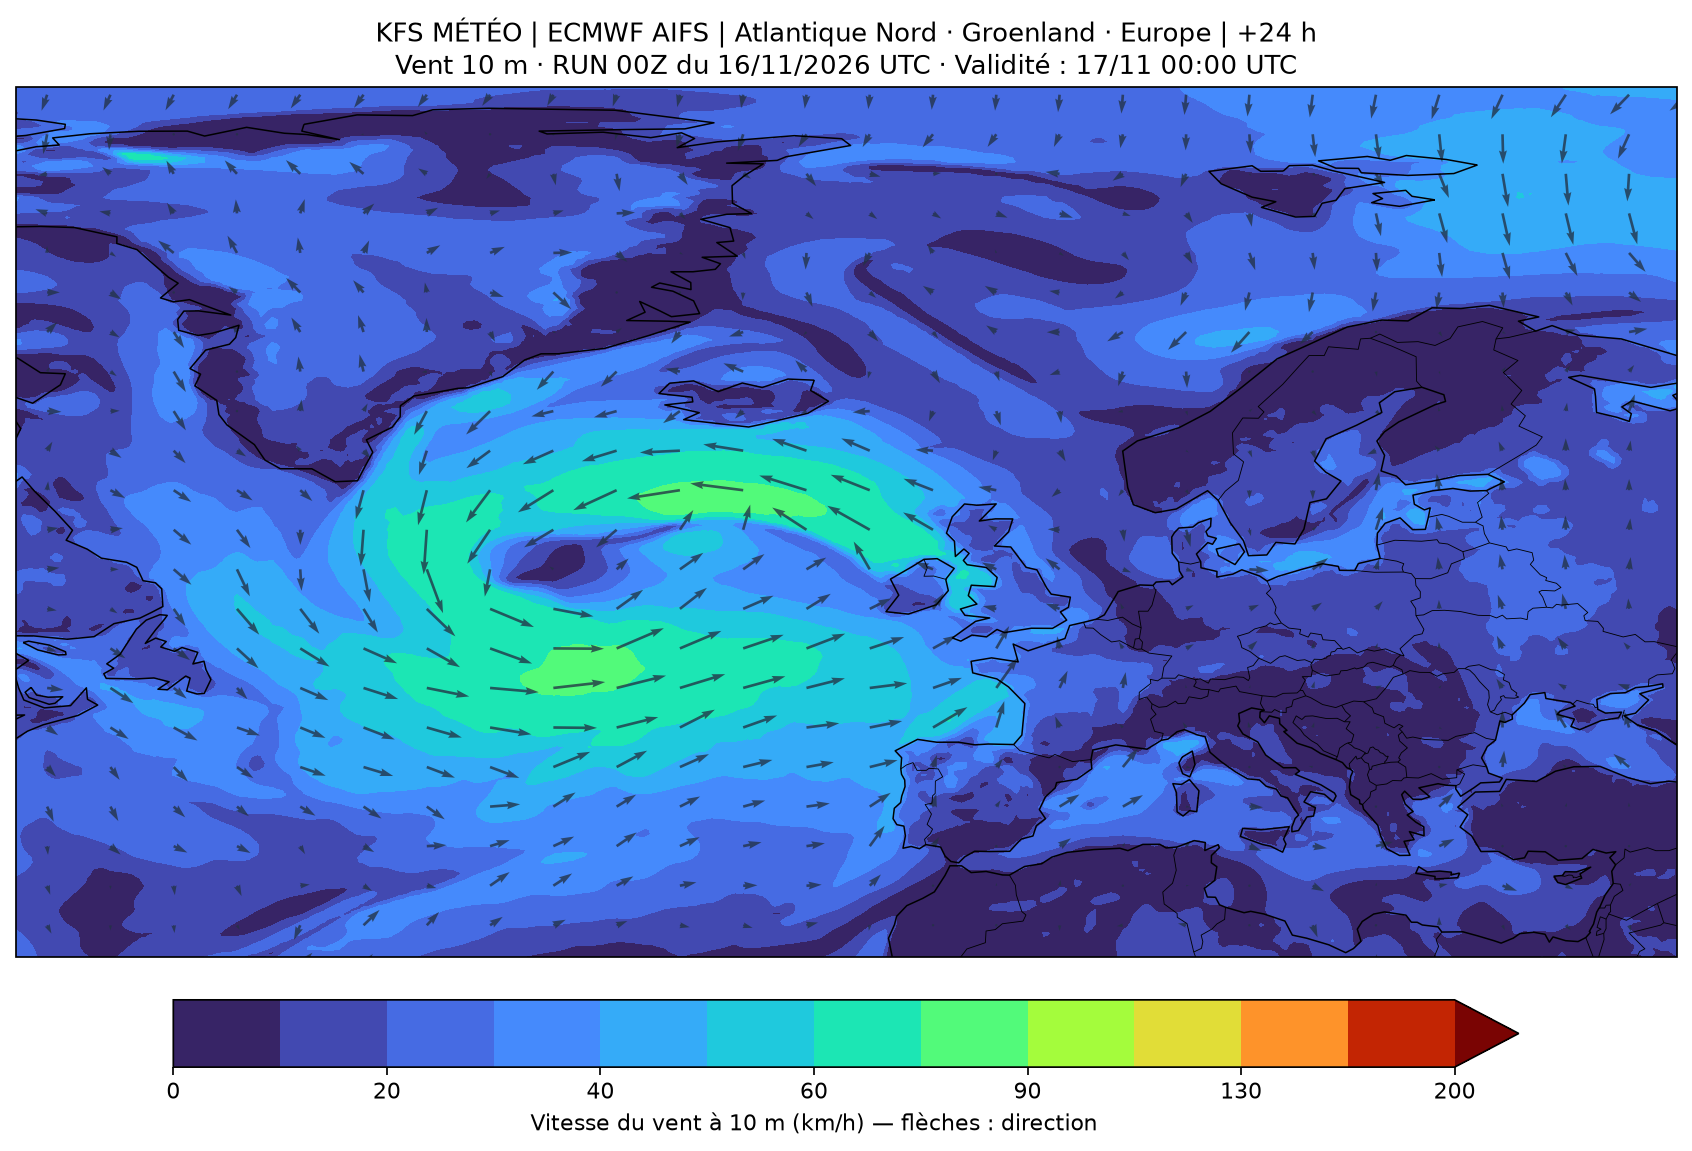 KFS MÉTÉO | ECMWF AIFS | Atlantique Nord · Groenland · Europe | +24 h
Vent 10 m · RUN 00Z du 16/11/2026 UTC · Validité : 17/11 00:00 UTC
0 20 40 60 90 130 200
Vitesse du vent à 10 m (km/h) — flèches : direction